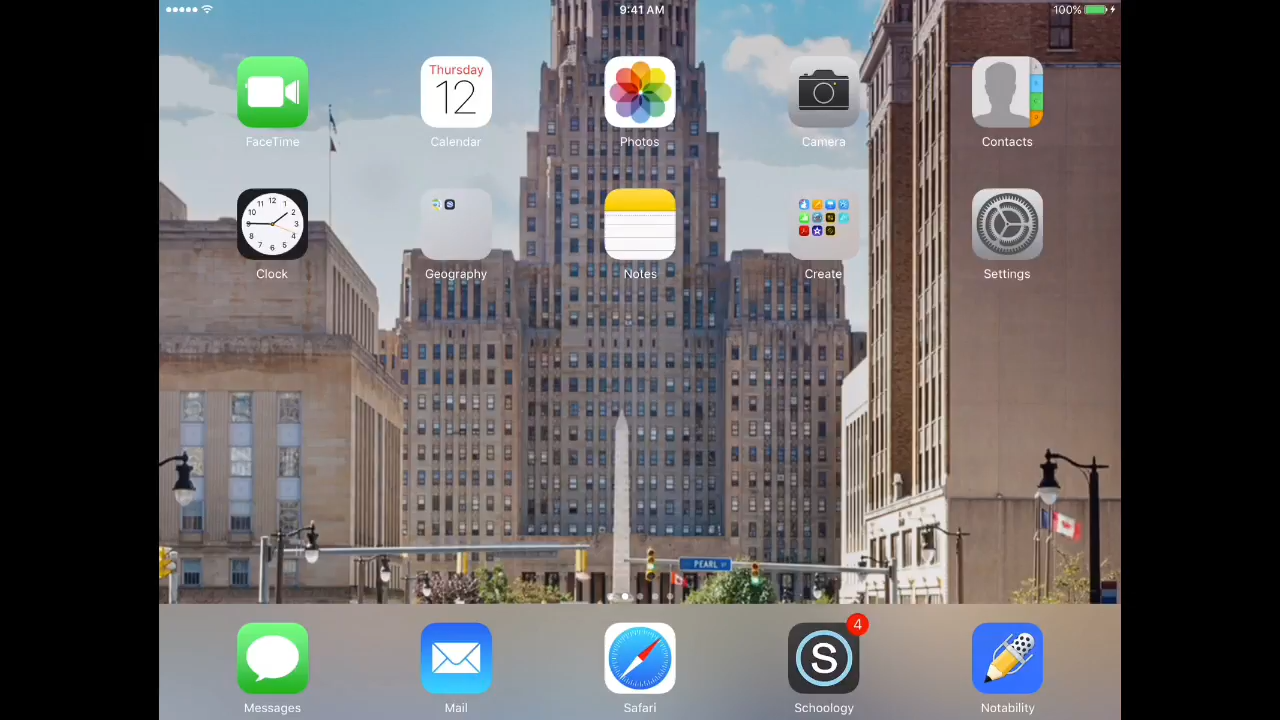 9:41 AM
100%
Thursday
12
FaceTime
Calendar
Photos
Camera
Contacts
Clock
Geography
Notes
Create
Settings
PEARL ST
4
S
Messages
Mail
Safari
Schoology
Notability